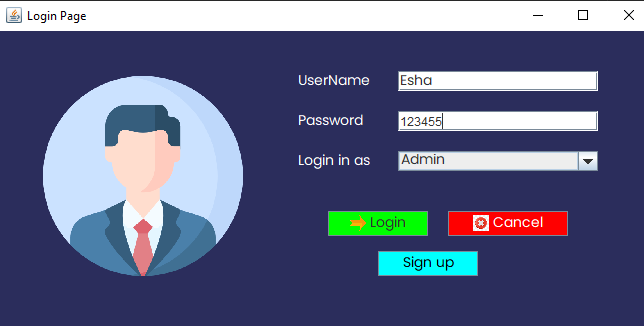 Login Page
UserName Esha
Password 123455
Login in as Admin
Login Cancel
Sign up